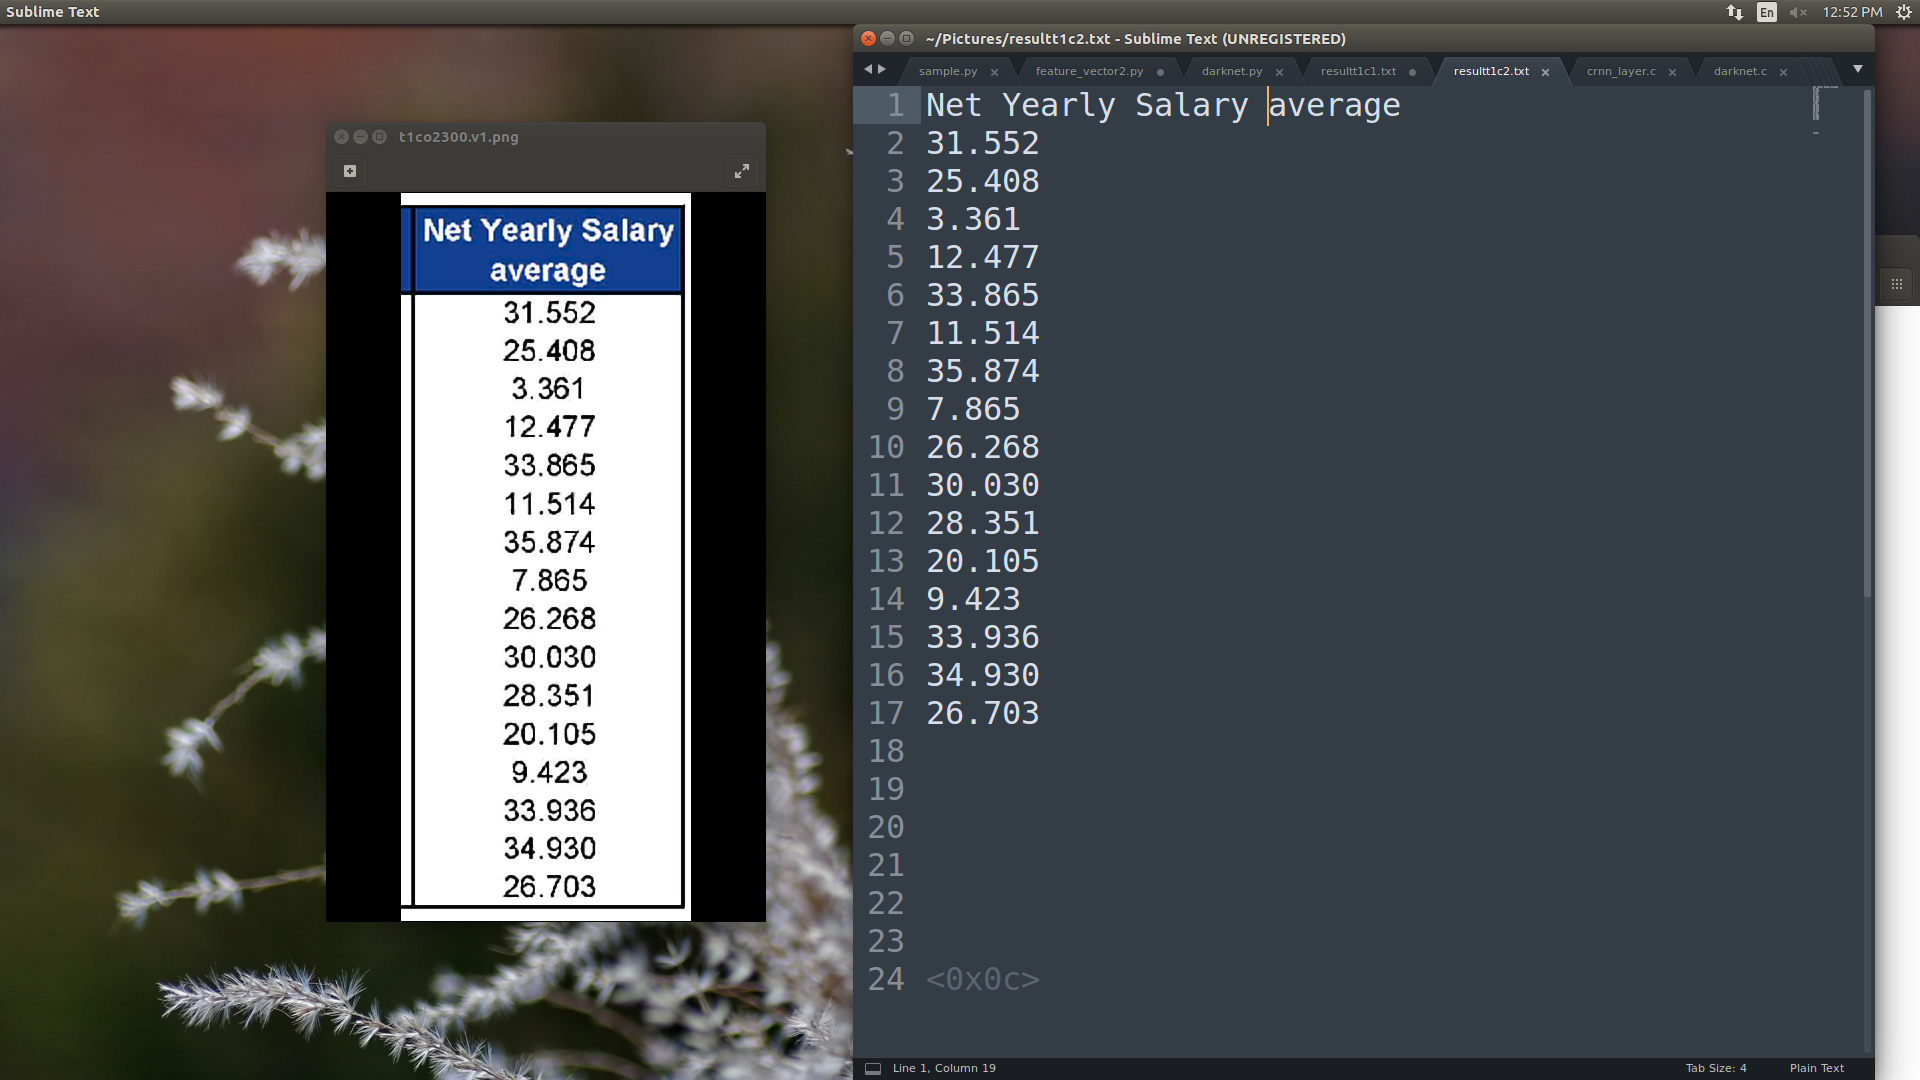 Sublime Text
En
12:52 PM
t1co2300.v1.png
Net Yearly Salary
average
31.552
25.408
3.361
12.477
33.865
11.514
35.874
7.865
26.268
30.030
28.351
20.105
9.423
33.936
34.930
26.703
~/Pictures/resultt1c2.txt - Sublime Text (UNREGISTERED)
sample.py feature_vector2.py darknet.py resultt1c1.txt resultt1c2.txt crnn_layer.c darknet.c
1 Net Yearly Salary average
2 31.552
3 25.408
4 3.361
5 12.477
6 33.865
7 11.514
8 35.874
9 7.865
10 26.268
11 30.030
12 28.351
13 20.105
14 9.423
15 33.936
16 34.930
17 26.703
18
19
20
21
22
23
24 <0x0c>
Line 1, Column 19
Tab Size: 4
Plain Text